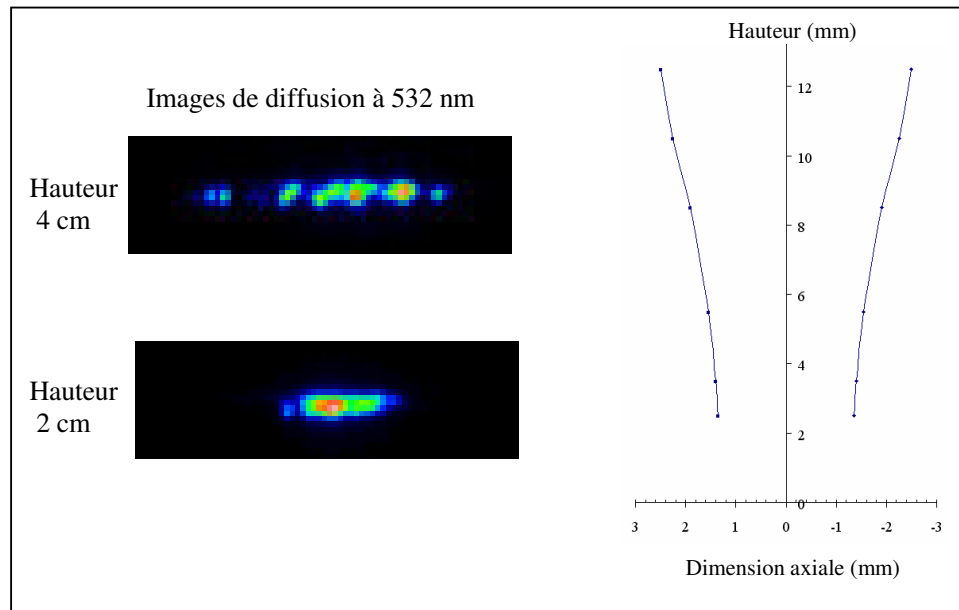 Images de diffusion à 532 nm
Hauteur
4 cm
Hauteur
2 cm
Hauteur (mm)
12
10
8
6
4
2
0
3 2 1 0 -1 -2 -3
Dimension axiale (mm)